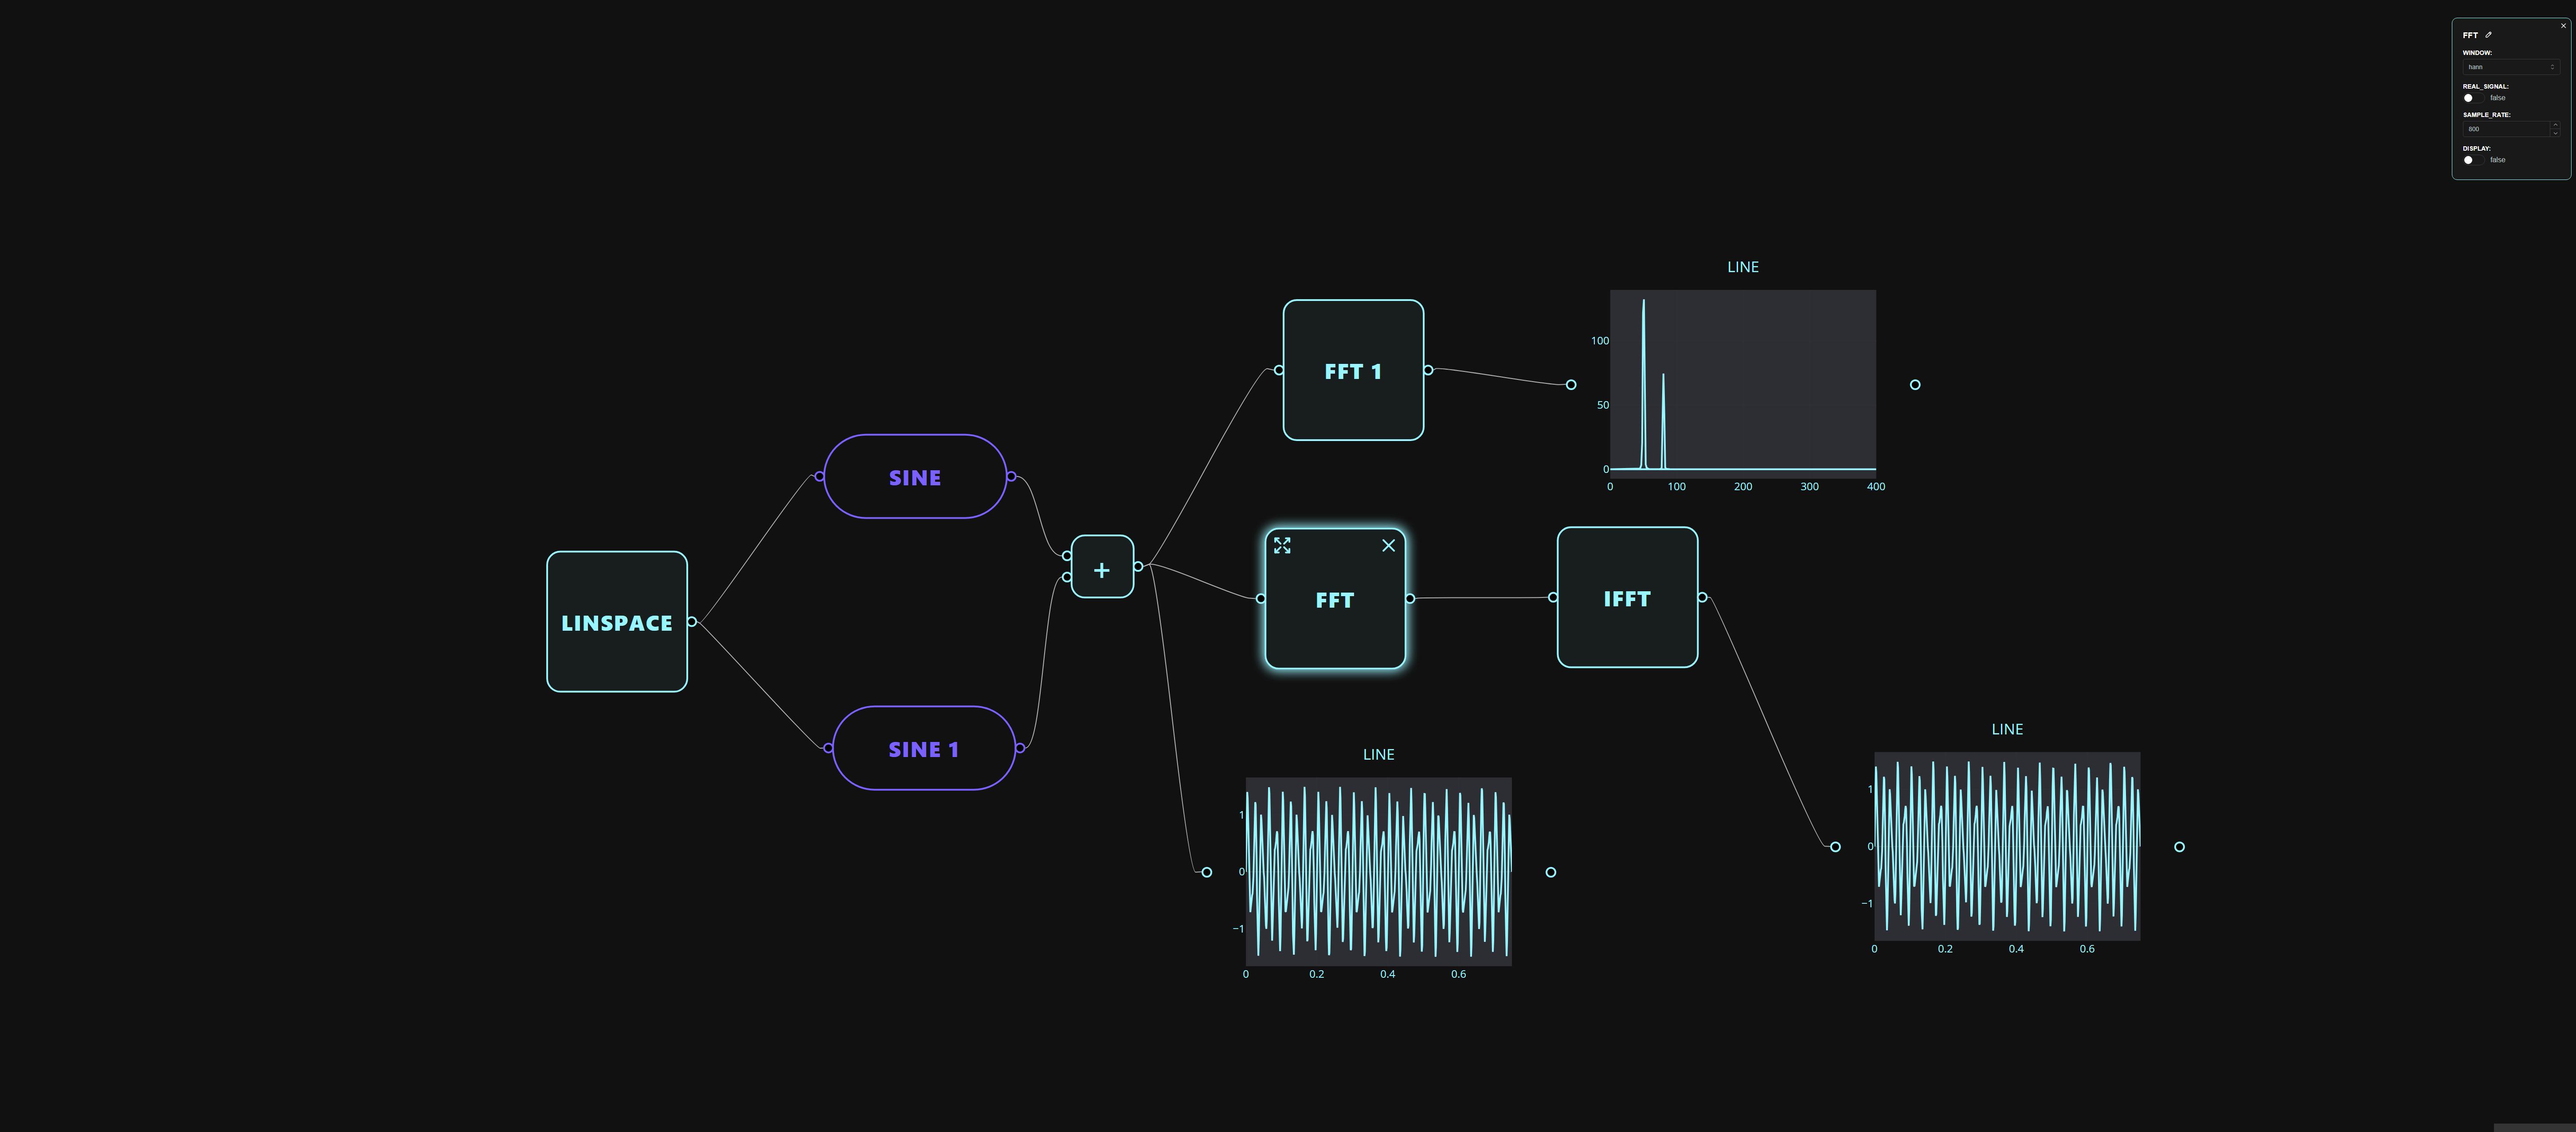 FFT
WINDOW:
hann
REAL_SIGNAL:
false
SAMPLE_RATE:
800
DISPLAY:
false
LINE
100
50
0
0 100 200 300 400
FFT 1
SINE
+
LINSPACE
FFT
IFFT
SINE 1
LINE
1
0
−1
0 0.2 0.4 0.6
LINE
1
0
−1
0 0.2 0.4 0.6